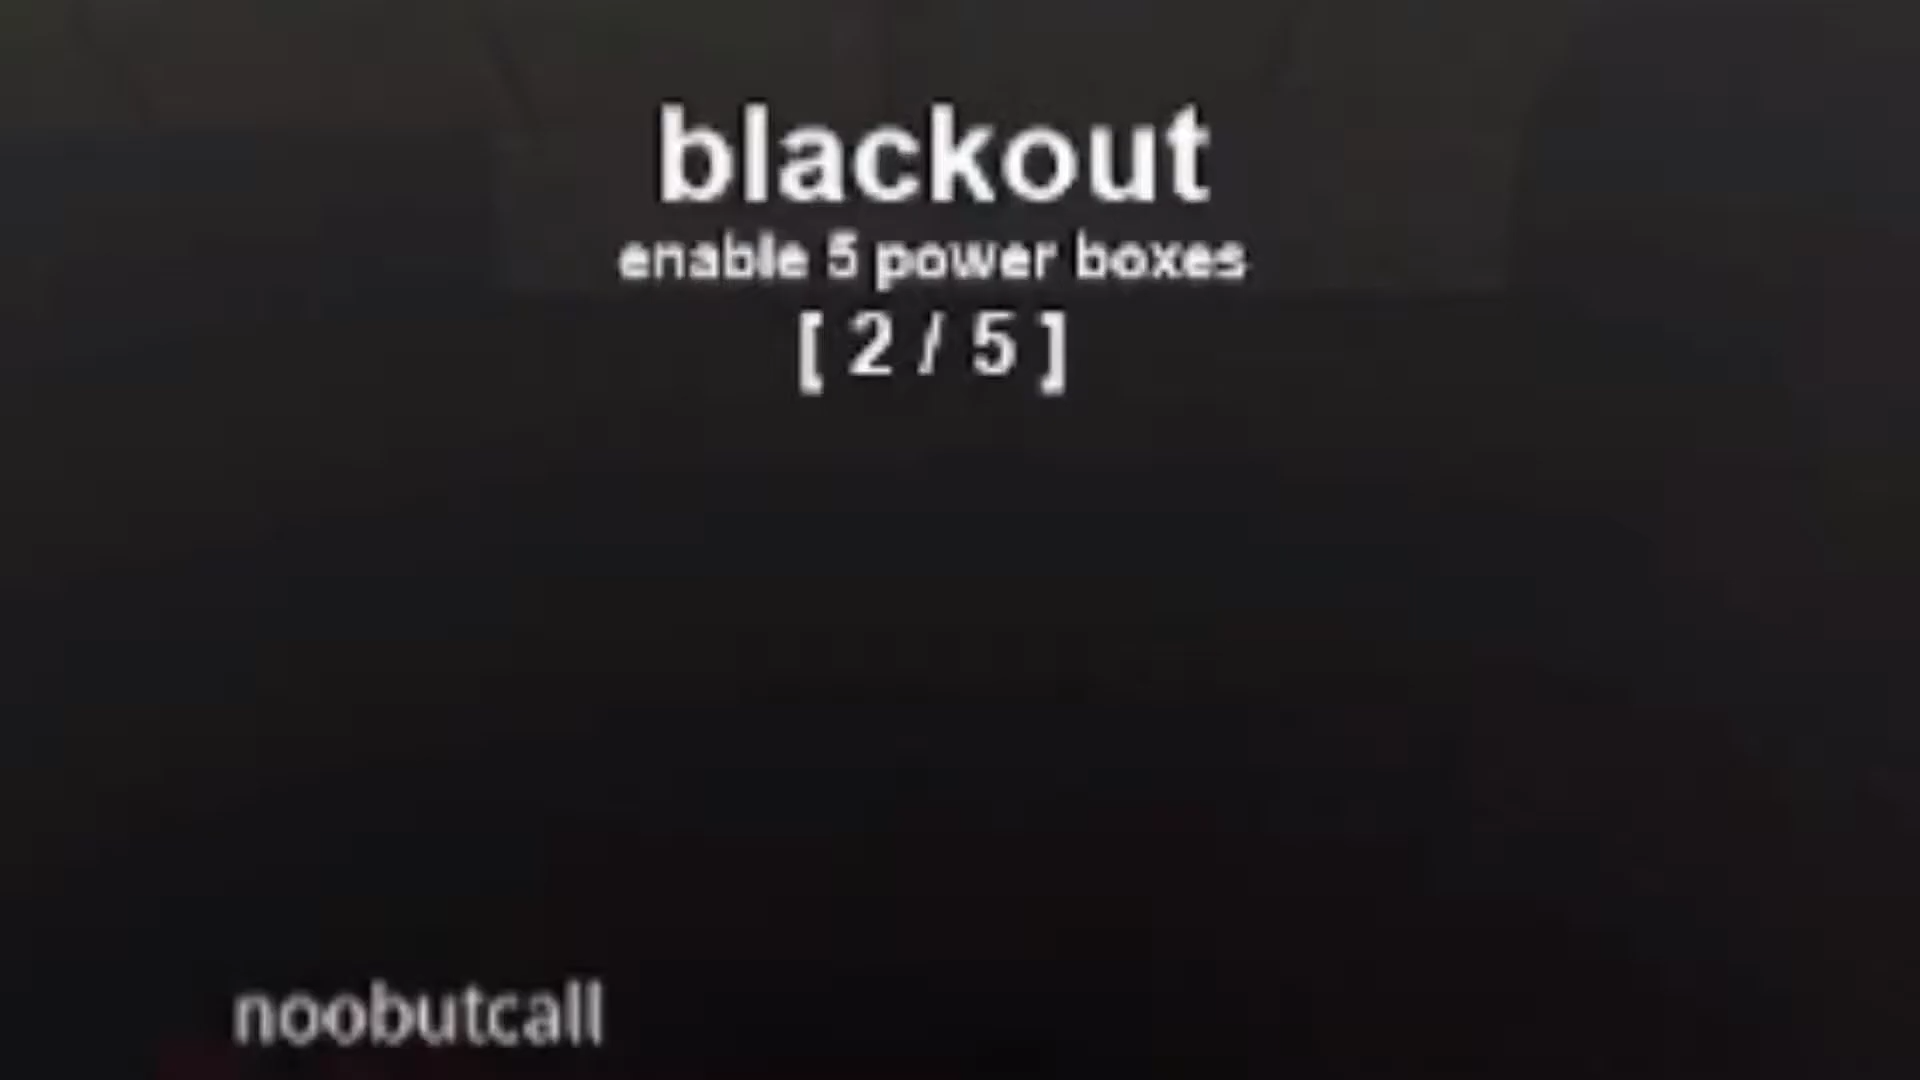 blackout
enable 5 power boxes
[ 2 / 5 ]
noobutcall